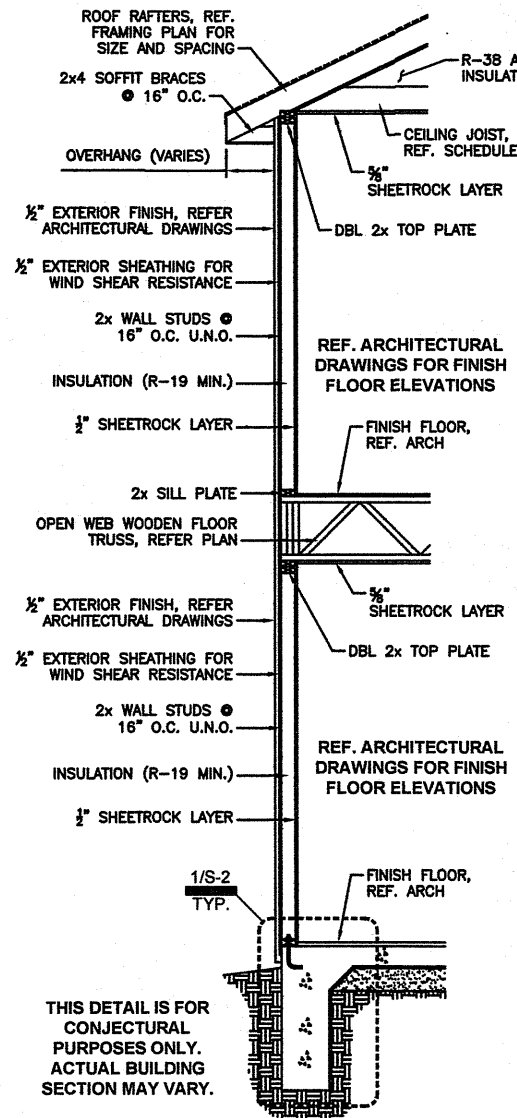 ROOF RAFTERS, REF.
FRAMING PLAN FOR
SIZE AND SPACING
R-38 A
INSULAT
2x4 SOFFIT BRACES
@ 16" O.C.
CEILING JOIST,
REF. SCHEDULE
OVERHANG (VARIES)
⅝"
SHEETROCK LAYER
½" EXTERIOR FINISH, REFER
ARCHITECTURAL DRAWINGS
DBL 2x TOP PLATE
½" EXTERIOR SHEATHING FOR
WIND SHEAR RESISTANCE
2x WALL STUDS @
16" O.C. U.N.O.
REF. ARCHITECTURAL
DRAWINGS FOR FINISH
FLOOR ELEVATIONS
INSULATION (R-19 MIN.)
½" SHEETROCK LAYER
FINISH FLOOR,
REF. ARCH
2x SILL PLATE
OPEN WEB WOODEN FLOOR
TRUSS, REFER PLAN
⅝"
SHEETROCK LAYER
½" EXTERIOR FINISH, REFER
ARCHITECTURAL DRAWINGS
DBL 2x TOP PLATE
½" EXTERIOR SHEATHING FOR
WIND SHEAR RESISTANCE
2x WALL STUDS @
16" O.C. U.N.O.
REF. ARCHITECTURAL
DRAWINGS FOR FINISH
FLOOR ELEVATIONS
INSULATION (R-19 MIN.)
½" SHEETROCK LAYER
1/S-2
TYP.
FINISH FLOOR,
REF. ARCH
THIS DETAIL IS FOR
CONJECTURAL
PURPOSES ONLY.
ACTUAL BUILDING
SECTION MAY VARY.